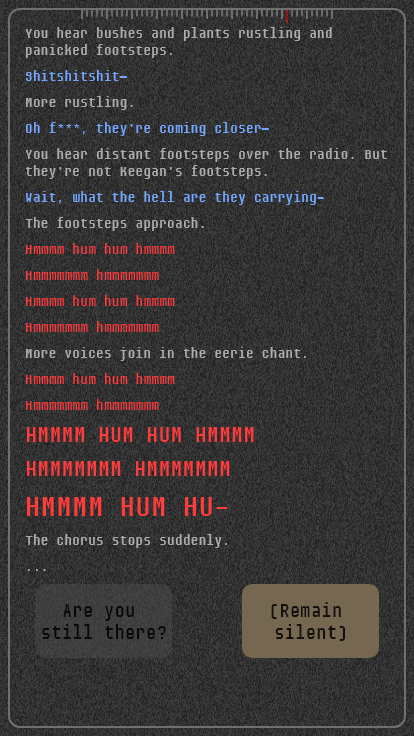 You hear bushes and plants rustling and
panicked footsteps.
Shitshitshit—
More rustling.
Oh f***, they're coming closer—
You hear distant footsteps over the radio. But
they're not Keegan's footsteps.
Wait, what the hell are they carrying—
The footsteps approach.
Hmmmm hum hum hmmmm
Hmmmmmmm hmmmmmmm
Hmmmm hum hum hmmmm
Hmmmmmmm hmmmmmmm
More voices join in the eerie chant.
Hmmmm hum hum hmmmm
Hmmmmmmm hmmmmmmm
HMMMM HUM HUM HMMMM
HMMMMMMM HMMMMMMM
HMMMM HUM HU—
The chorus stops suddenly.
...
Are you
still there?
(Remain
silent)